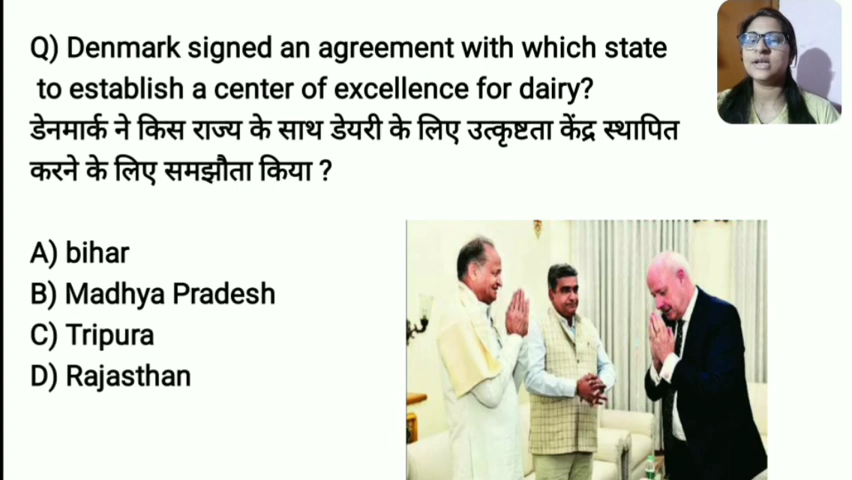 Q) Denmark signed an agreement with which state
to establish a center of excellence for dairy?
डेनमार्क ने किस राज्य के साथ डेयरी के लिए उत्कृष्टता केंद्र स्थापित
करने के लिए समझौता किया ?
A) bihar
B) Madhya Pradesh
C) Tripura
D) Rajasthan